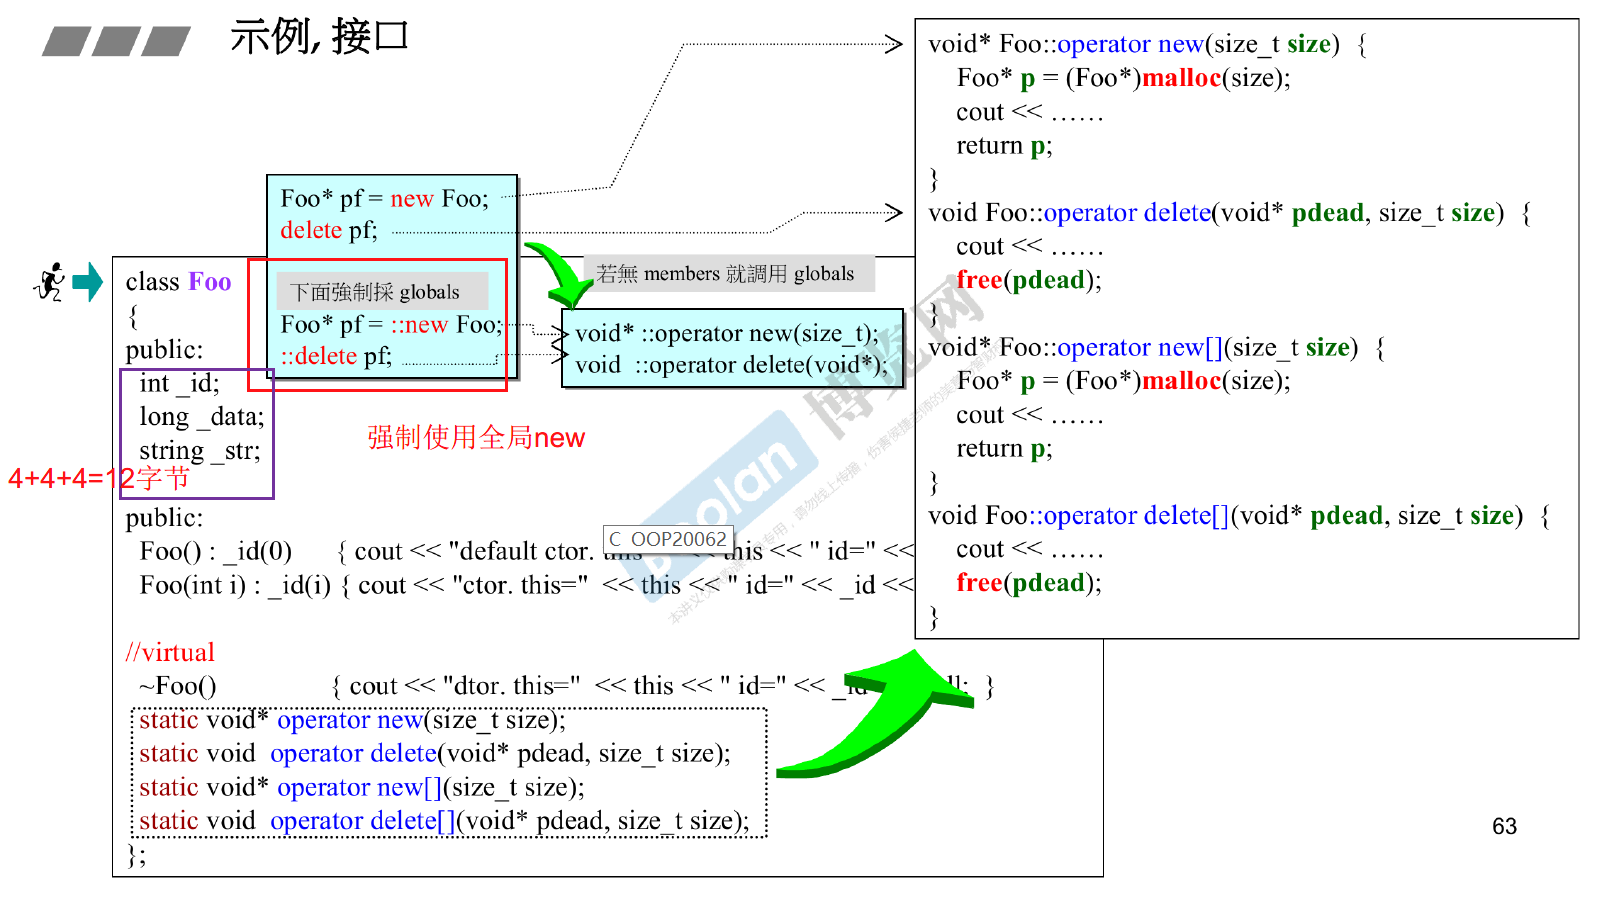 示例, 接口
Foo* pf = new Foo;
delete pf;
下面強制採 globals
Foo* pf = ::new Foo;
::delete pf;
若無 members 就調用 globals
void* ::operator new(size_t);
void ::operator delete(void*);
强制使用全局new
class Foo
{
public:
int _id;
long _data;
string _str;
4+4+4=12字节
public:
Foo() : _id(0) { cout << "default ctor. this=" << this << " id=" <<
Foo(int i) : _id(i) { cout << "ctor. this=" << this << " id=" << _id <<
//virtual
~Foo() { cout << "dtor. this=" << this << " id=" << _id
static void* operator new(size_t size);
static void operator delete(void* pdead, size_t size);
static void* operator new[](size_t size);
static void operator delete[](void* pdead, size_t size);
};
void* Foo::operator new(size_t size) {
Foo* p = (Foo*)malloc(size);
cout << ……
return p;
}
void Foo::operator delete(void* pdead, size_t size) {
cout << ……
free(pdead);
}
void* Foo::operator new[](size_t size) {
Foo* p = (Foo*)malloc(size);
cout << ……
return p;
}
void Foo::operator delete[](void* pdead, size_t size) {
cout << ……
free(pdead);
}
C OOP20062
博览网
63